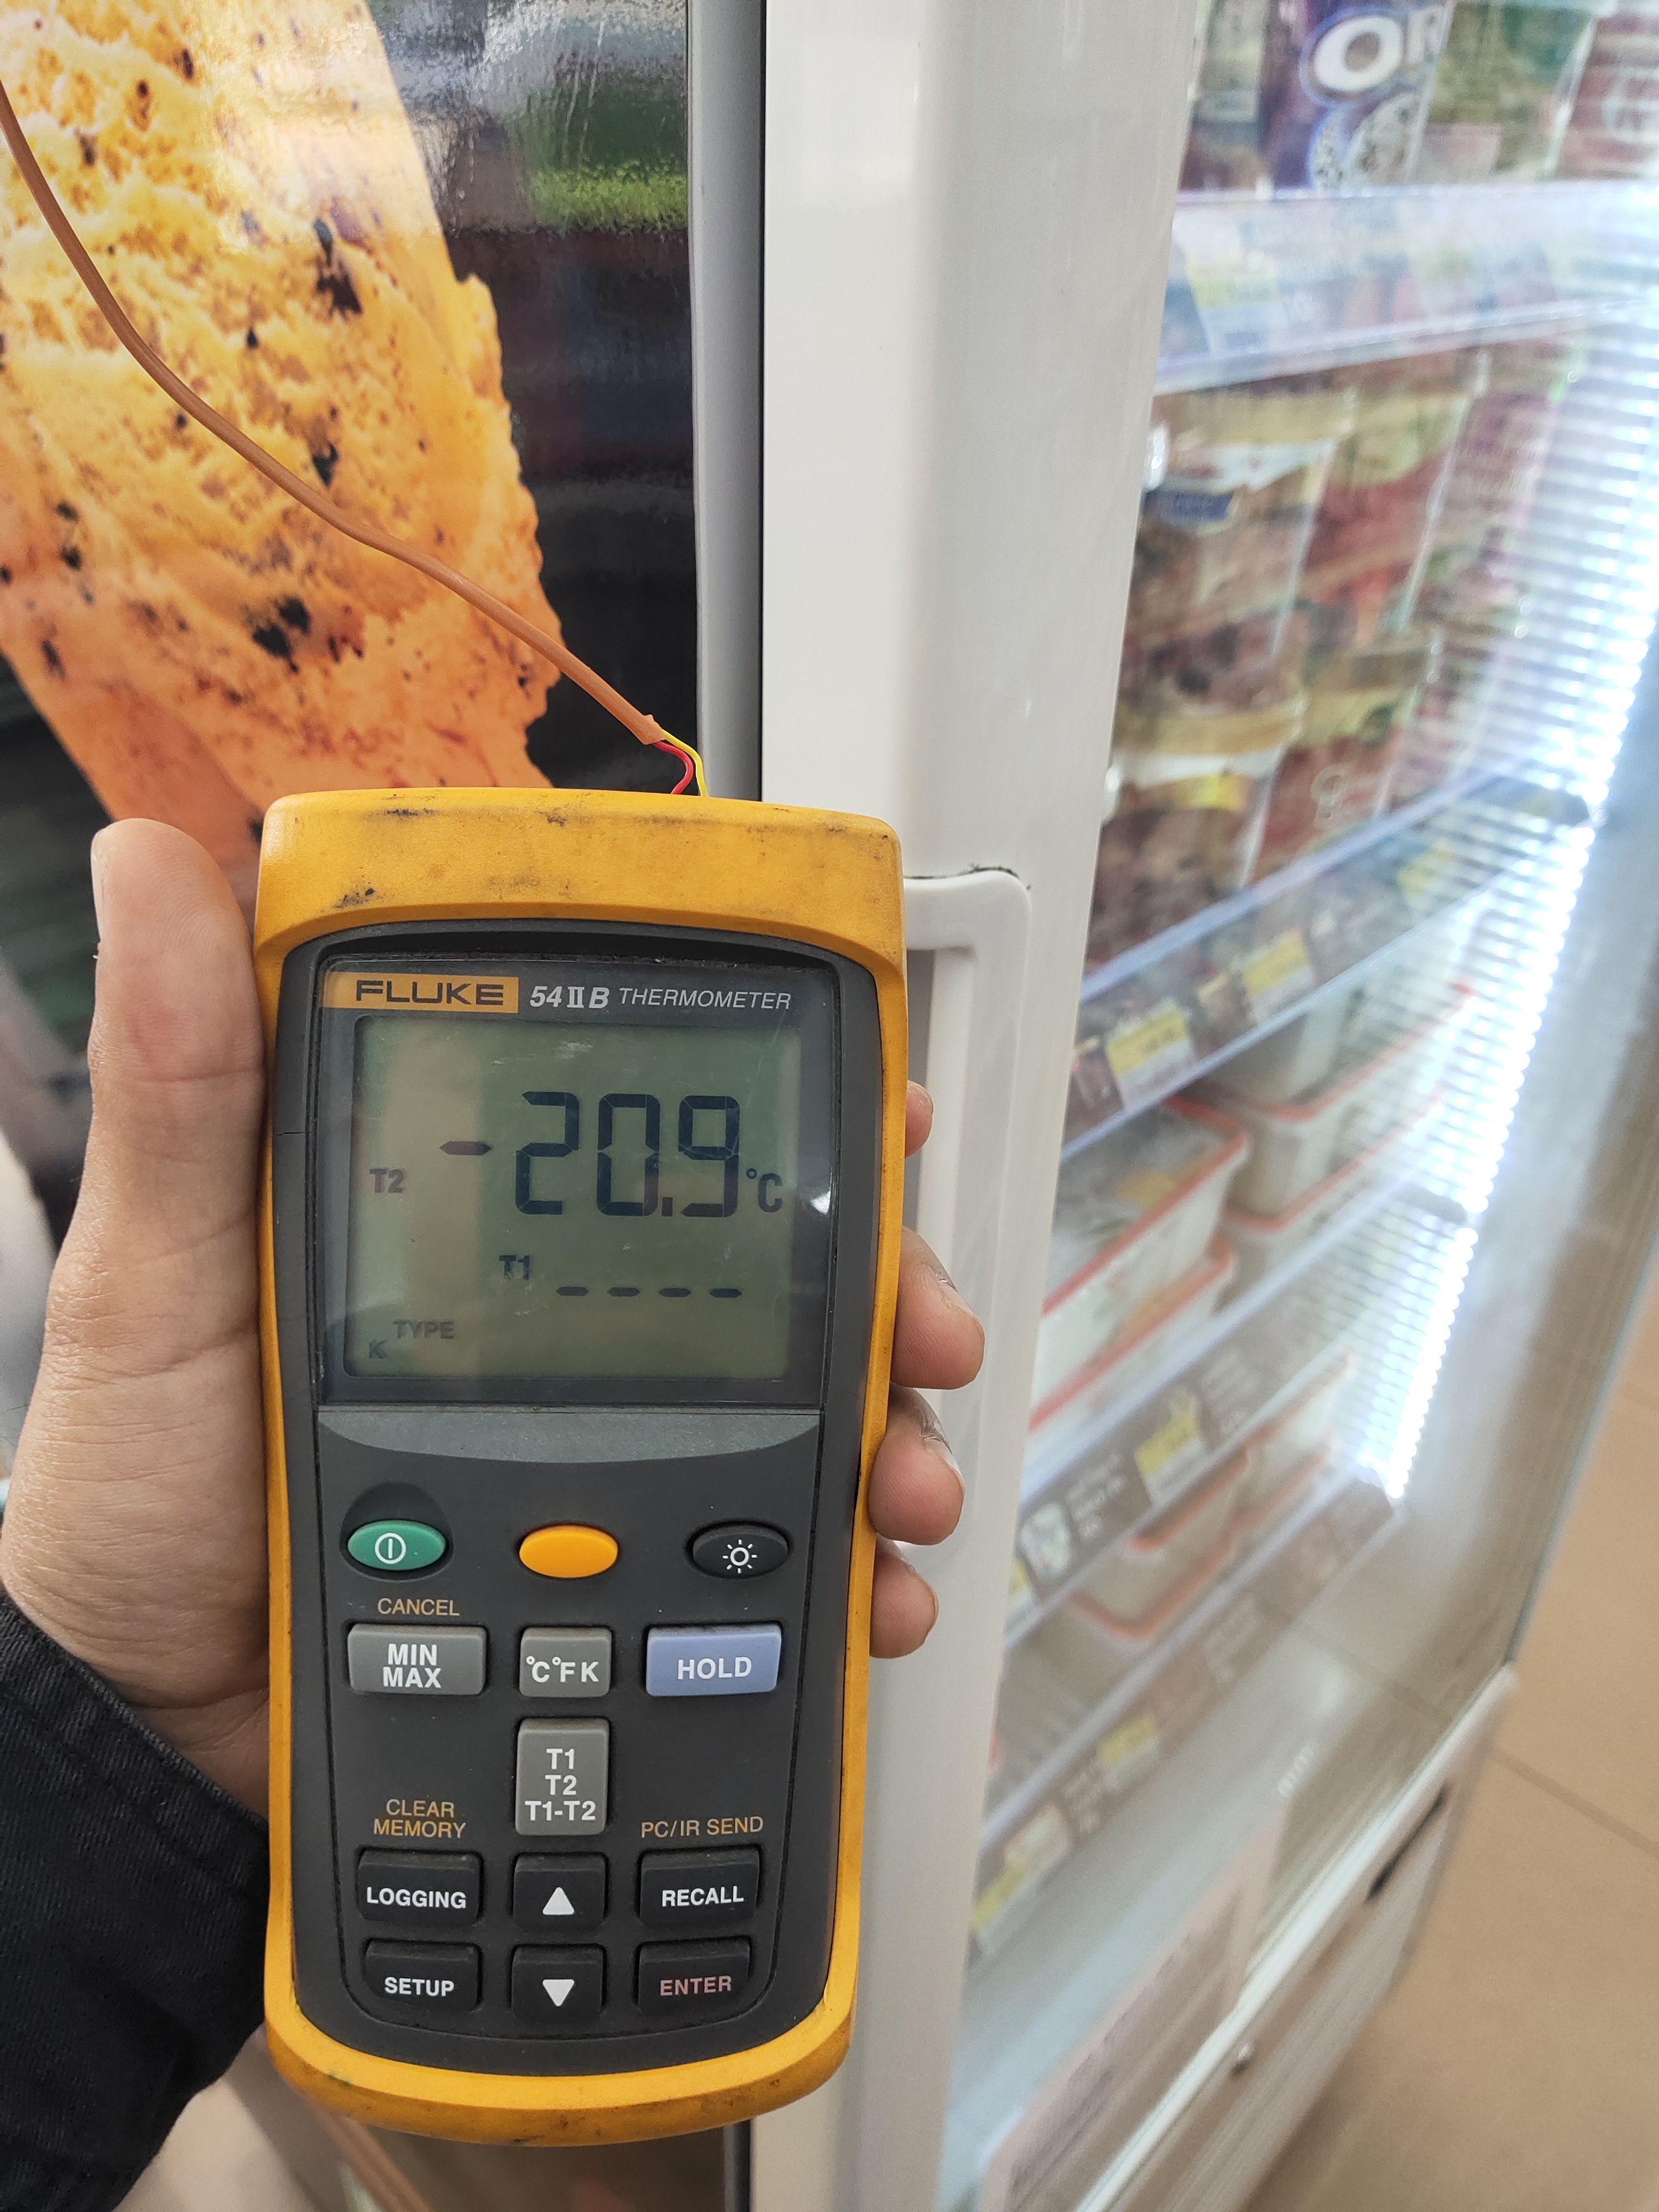 FLUKE 54 II B THERMOMETER
T2 -20.9 °C
T1 ----
K TYPE
CANCEL
MIN MAX
°C °F K
HOLD
T1
T2
T1-T2
CLEAR
MEMORY
PC/IR SEND
LOGGING
RECALL
SETUP
ENTER